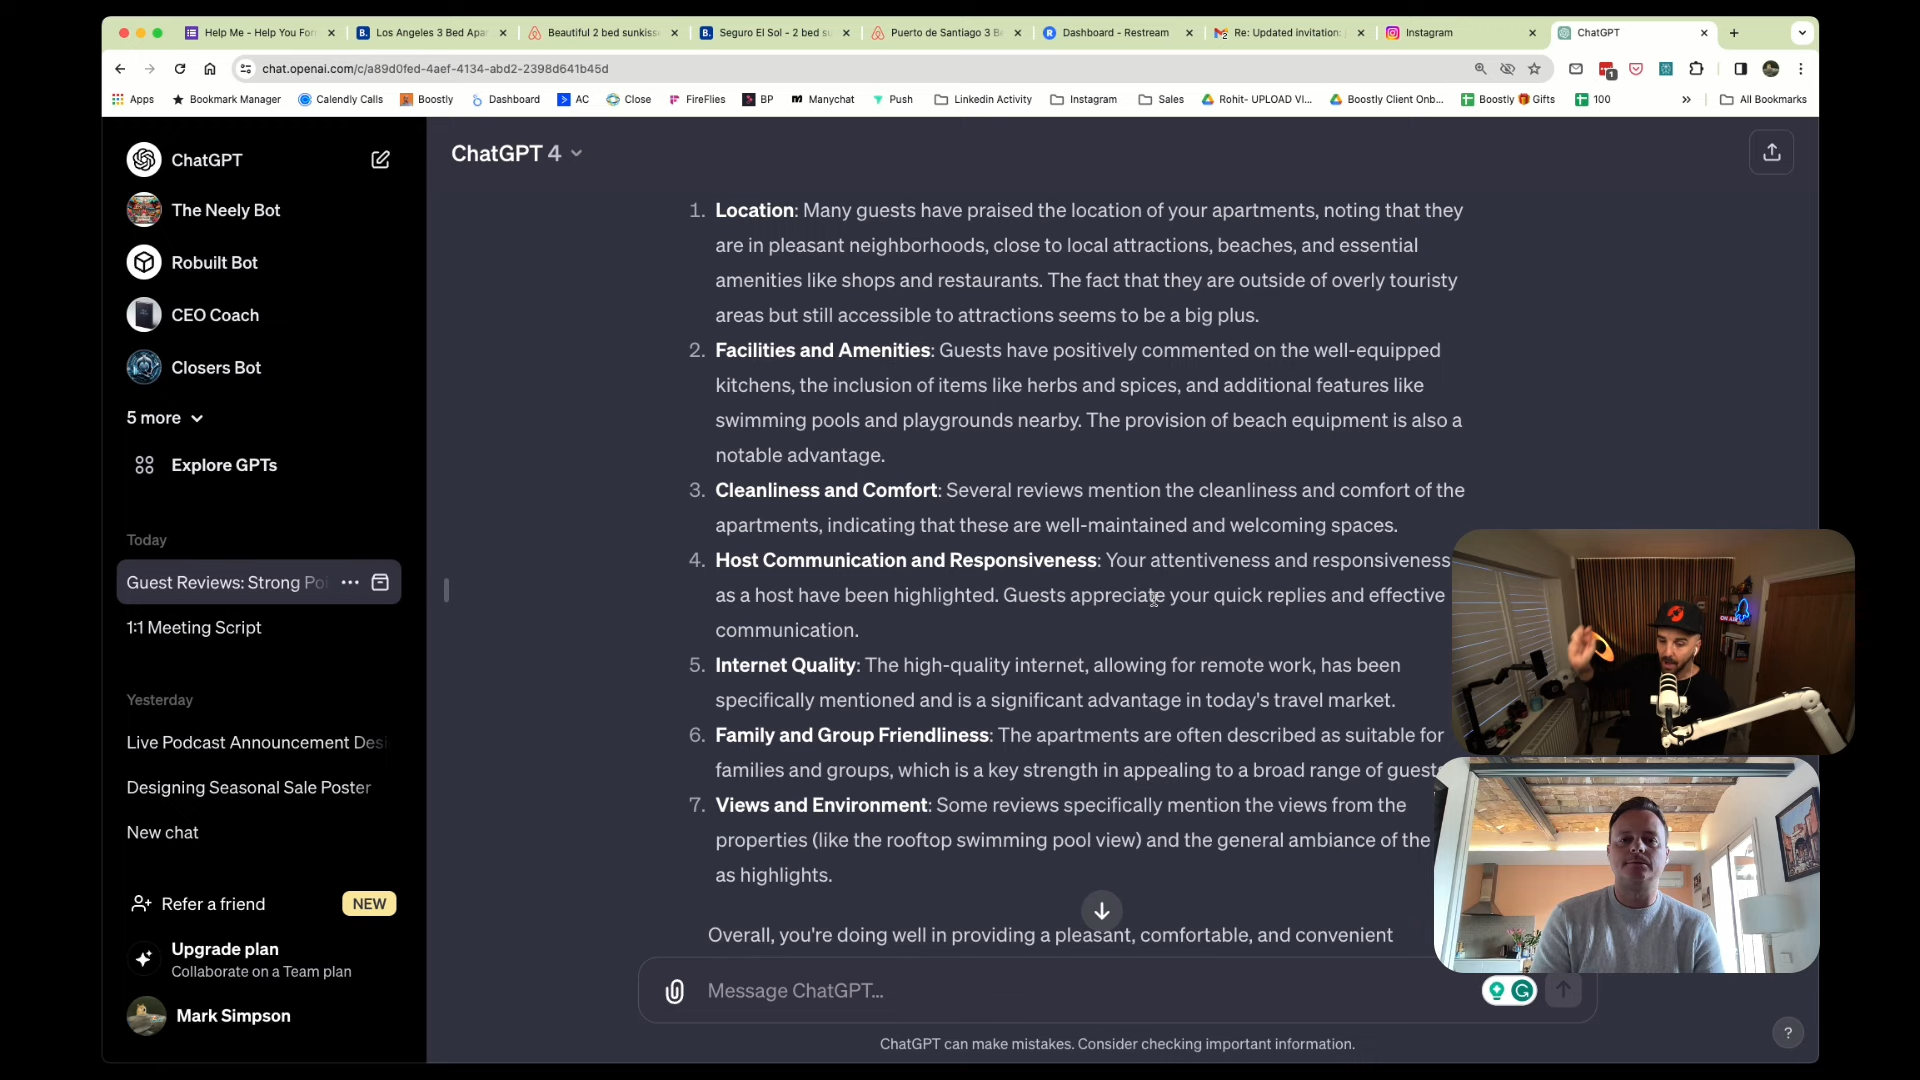 Help Me - Help You For
Los Angeles 3 Bed Apa
Beautiful 2 bed sunkiss
Seguro El Sol - 2 bed su
Puerto de Santiago 3 Be
Dashboard - Restream
Re: Updated invitation:
Instagram
ChatGPT
chat.openai.com/c/a89d0fed-4aef-4134-abd2-2398d641b45d
1
Apps
Bookmark Manager
Calendly Calls
Boostly
Dashboard
AC
Close
FireFlies
BP
Manychat
Push
Linkedin Activity
Instagram
Sales
Rohit- UPLOAD VI...
Boostly Client Onb...
Boostly 🎁 Gifts
100
»
All Bookmarks
ChatGPT
The Neely Bot
Robuilt Bot
CEO Coach
Closers Bot
5 more
Explore GPTs
Today
Guest Reviews: Strong Poi
1:1 Meeting Script
Yesterday
Live Podcast Announcement Des
Designing Seasonal Sale Poster
New chat
Refer a friend
NEW
Upgrade plan
Collaborate on a Team plan
Mark Simpson
ChatGPT 4
1. Location: Many guests have praised the location of your apartments, noting that they
are in pleasant neighborhoods, close to local attractions, beaches, and essential
amenities like shops and restaurants. The fact that they are outside of overly touristy
areas but still accessible to attractions seems to be a big plus.
2. Facilities and Amenities: Guests have positively commented on the well-equipped
kitchens, the inclusion of items like herbs and spices, and additional features like
swimming pools and playgrounds nearby. The provision of beach equipment is also a
notable advantage.
3. Cleanliness and Comfort: Several reviews mention the cleanliness and comfort of the
apartments, indicating that these are well-maintained and welcoming spaces.
4. Host Communication and Responsiveness: Your attentiveness and responsiveness
as a host have been highlighted. Guests appreciate your quick replies and effective
communication.
5. Internet Quality: The high-quality internet, allowing for remote work, has been
specifically mentioned and is a significant advantage in today's travel market.
6. Family and Group Friendliness: The apartments are often described as suitable for
families and groups, which is a key strength in appealing to a broad range of guests
7. Views and Environment: Some reviews specifically mention the views from the
properties (like the rooftop swimming pool view) and the general ambiance of the
as highlights.
Overall, you're doing well in providing a pleasant, comfortable, and convenient
Message ChatGPT...
ChatGPT can make mistakes. Consider checking important information.
?
ON A